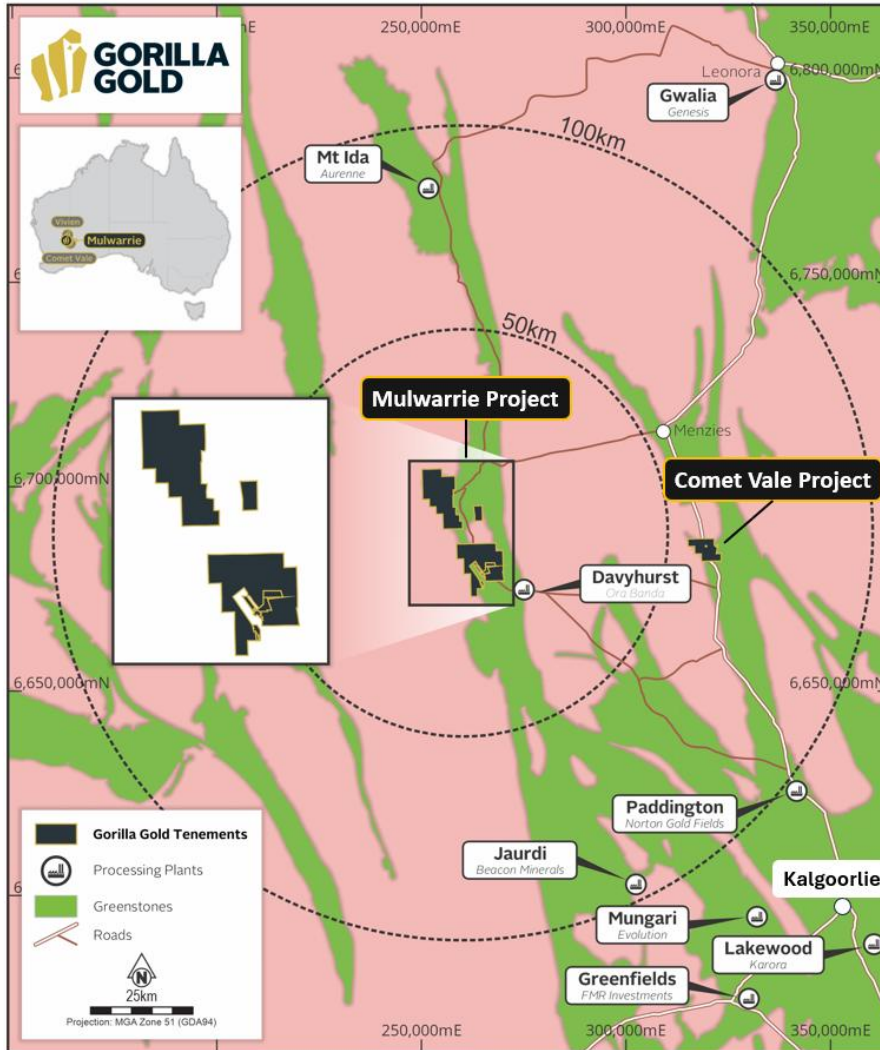 GORILLA
GOLD
250,000mE
300,000mE
Leonora
6,800,000mN
Gwalia
Genesis
100km
Mt Ida
Aurenne
Vivien
Mulwarrie
Comet Vale
6,750,000mN
50km
Mulwarrie Project
Menzies
6,700,000mN
Comet Vale Project
Davyhurst
Ora Banda
6,650,000mN
6,650,000mN
Paddington
Norton Gold Fields
Jaurdi
Beacon Minerals
Kalgoorlie
Mungari
Evolution
Lakewood
Karora
Greenfields
FMR Investments
Gorilla Gold Tenements
Processing Plants
Greenstones
Roads
N
25km
Projection: MGA Zone 51 (GDA94)
250,000mE
300,000mE
350,000mE